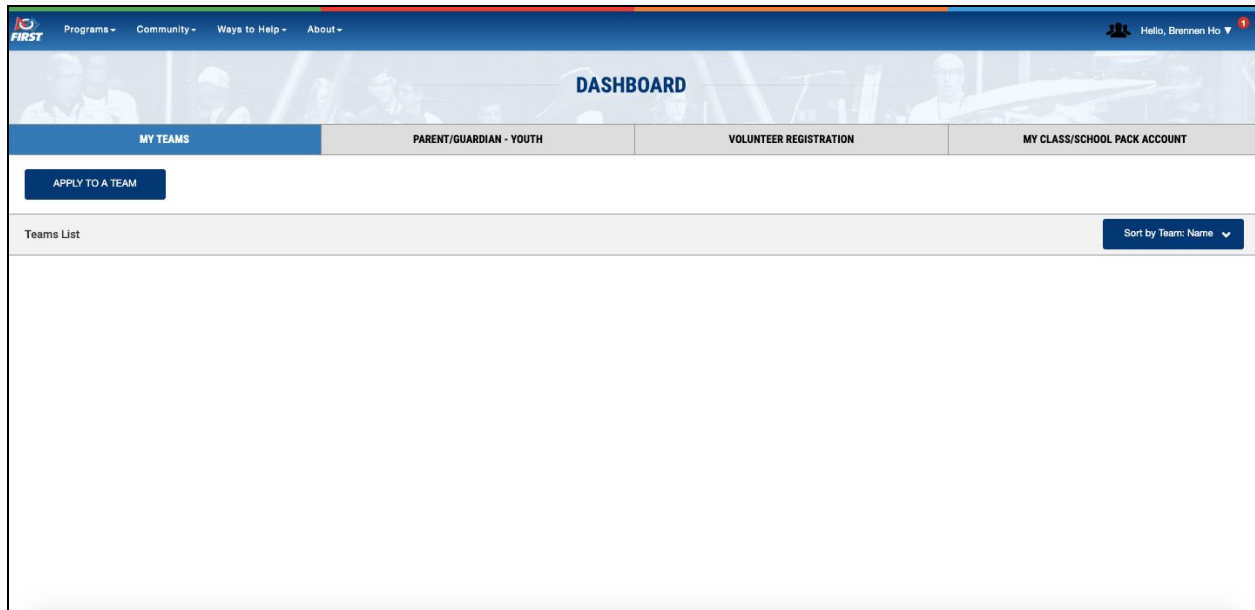 FIRST Programs Community Ways to Help About Hello, Brennen Ho ▼ 1
DASHBOARD
MY TEAMS PARENT/GUARDIAN - YOUTH VOLUNTEER REGISTRATION MY CLASS/SCHOOL PACK ACCOUNT
APPLY TO A TEAM
Teams List Sort by Team: Name